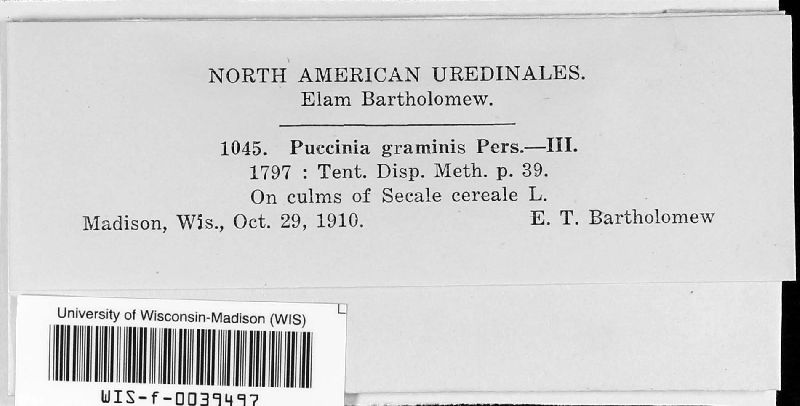 NORTH AMERICAN UREDINALES.
Elam Bartholomew.
1045. Puccinia graminis Pers.—III.
1797 : Tent. Disp. Meth. p. 39.
On culms of Secale cereale L.
Madison, Wis., Oct. 29, 1910. E. T. Bartholomew
University of Wisconsin-Madison (WIS)
WIS-f-0039497